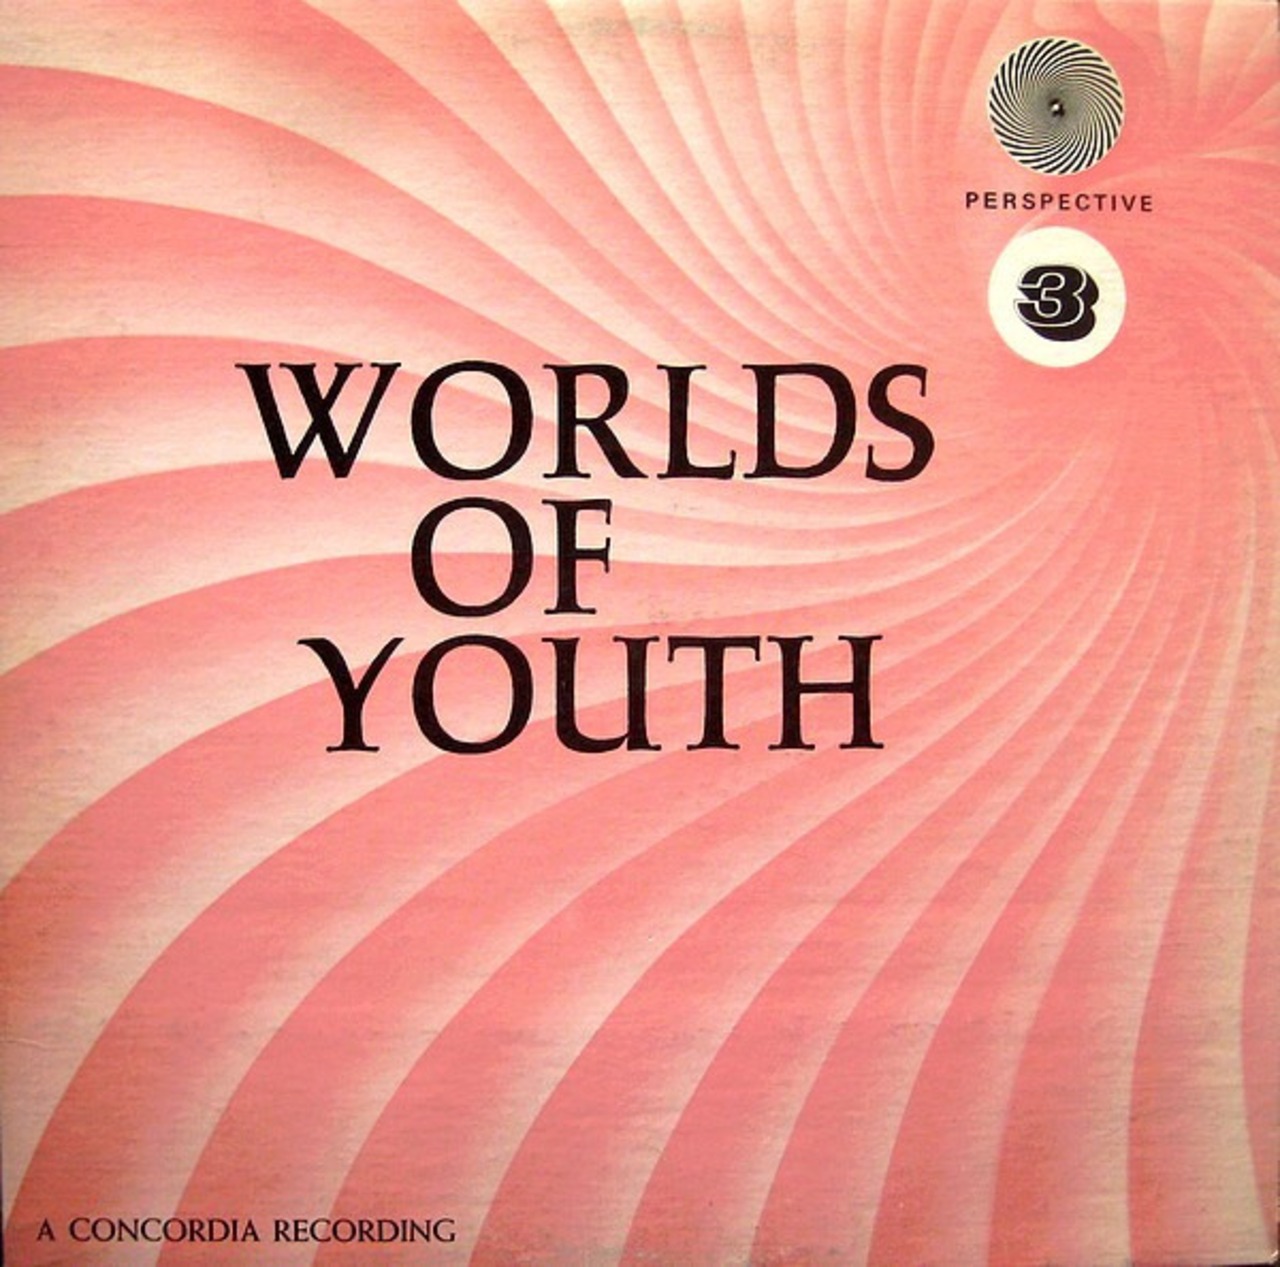 PERSPECTIVE
3
WORLDS
OF
YOUTH
A CONCORDIA RECORDING